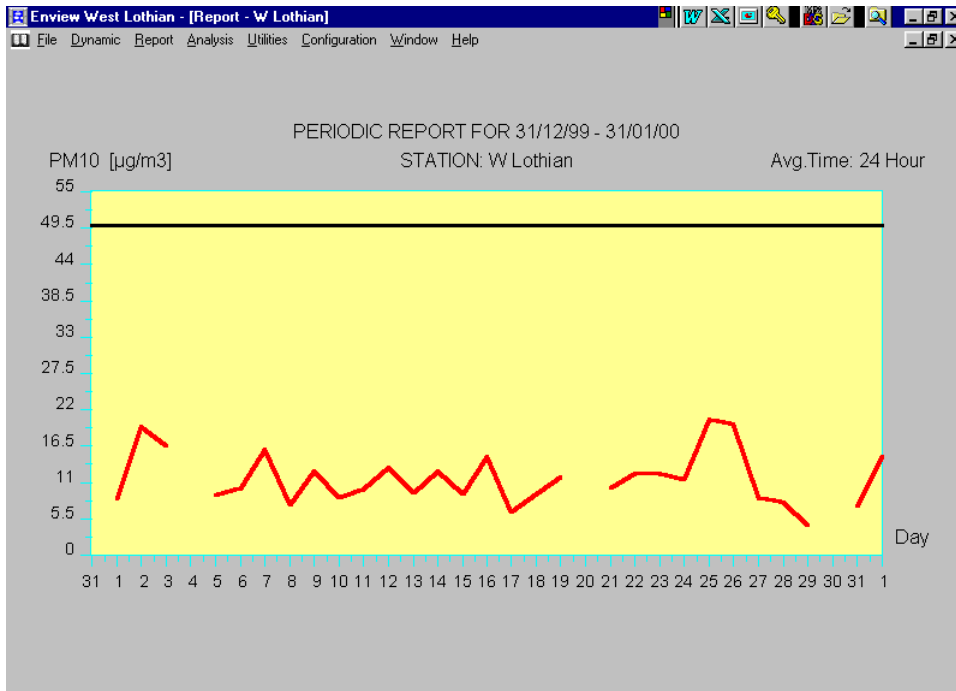 Enview West Lothian - [Report - W Lothian]
File Dynamic Report Analysis Utilities Configuration Window Help
PERIODIC REPORT FOR 31/12/99 - 31/01/00
PM10 [µg/m3] STATION: W Lothian Avg.Time: 24 Hour
55
49.5
44
38.5
33
27.5
22
16.5
11
5.5
0
Day
31 1 2 3 4 5 6 7 8 9 10 11 12 13 14 15 16 17 18 19 20 21 22 23 24 25 26 27 28 29 30 31 1